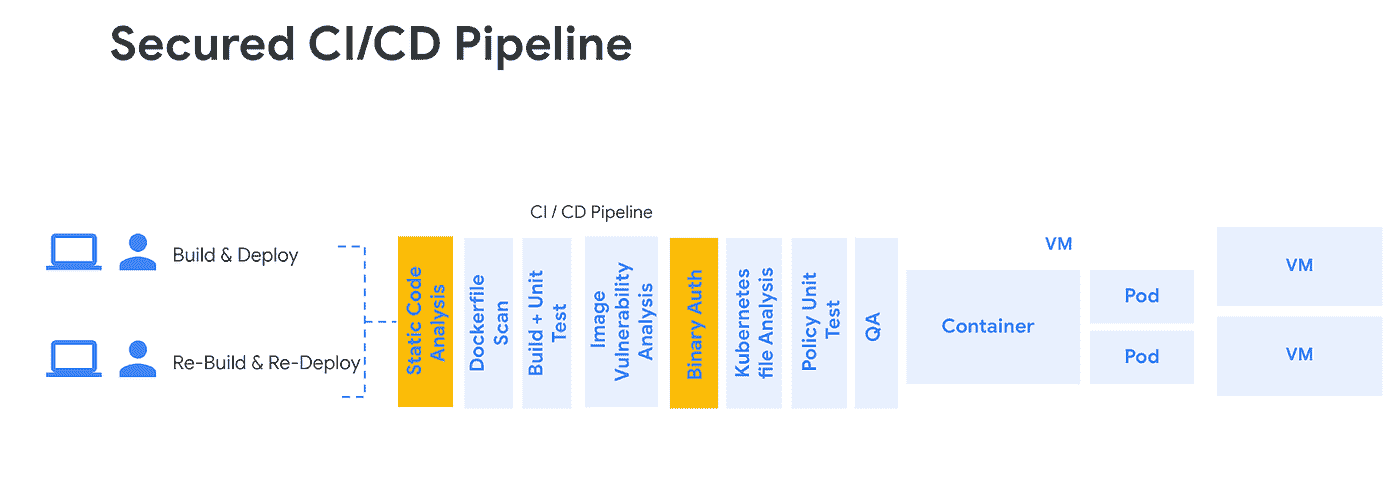 Secured CI/CD Pipeline
CI / CD Pipeline
Build & Deploy
Re-Build & Re-Deploy
Static Code
Analysis
Dockerfile
Scan
Build + Unit
Test
Image
Vulnerability
Analysis
Binary Auth
Kubernetes
file Analysis
Policy Unit
Test
QA
VM
Container
Pod
Pod
VM
VM